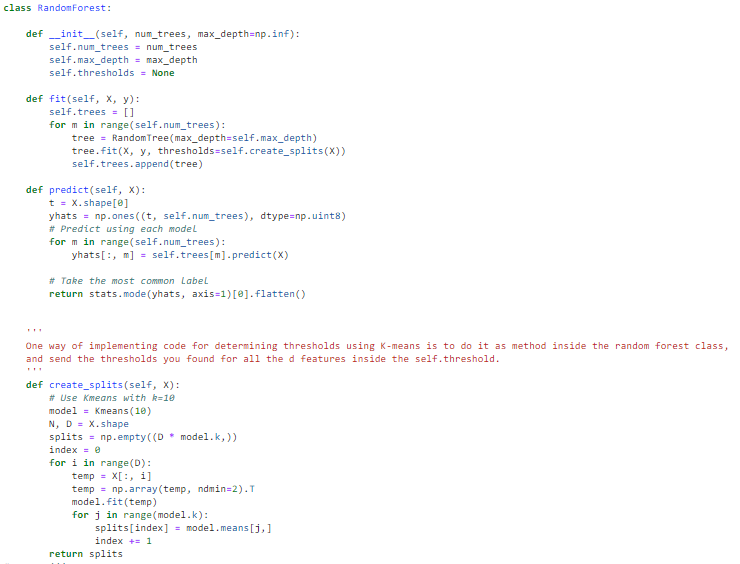 class RandomForest:
def __init__(self, num_trees, max_depth=np.inf):
self.num_trees = num_trees
self.max_depth = max_depth
self.thresholds = None
def fit(self, X, y):
self.trees = []
for m in range(self.num_trees):
tree = RandomTree(max_depth=self.max_depth)
tree.fit(X, y, thresholds=self.create_splits(X))
self.trees.append(tree)
def predict(self, X):
t = X.shape[0]
yhats = np.ones((t, self.num_trees), dtype=np.uint8)
# Predict using each model
for m in range(self.num_trees):
yhats[:, m] = self.trees[m].predict(X)
# Take the most common label
return stats.mode(yhats, axis=1)[0].flatten()
'''
One way of implementing code for determining thresholds using K-means is to do it as method inside the random forest class,
and send the thresholds you found for all the d features inside the self.threshold.
'''
def create_splits(self, X):
# Use Kmeans with k=10
model = Kmeans(10)
N, D = X.shape
splits = np.empty((D * model.k,))
index = 0
for i in range(D):
temp = X[:, i]
temp = np.array(temp, ndmin=2).T
model.fit(temp)
for j in range(model.k):
splits[index] = model.means[j,]
index += 1
return splits